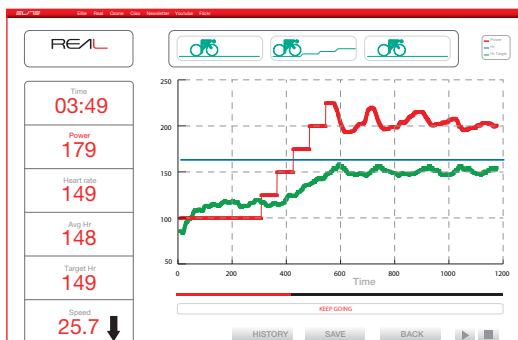 ELITE Elite Real Ozone Ciao Newsletter Youtube Flickr
REAL
Power
Hr
Hr Target
Time
03:49
Power
179
Heart rate
149
Avg Hr
148
Target Hr
149
Speed
25.7
250
200
150
100
50
0 200 400 600 800 1000 1200
Time
KEEP GOING
HISTORY SAVE BACK